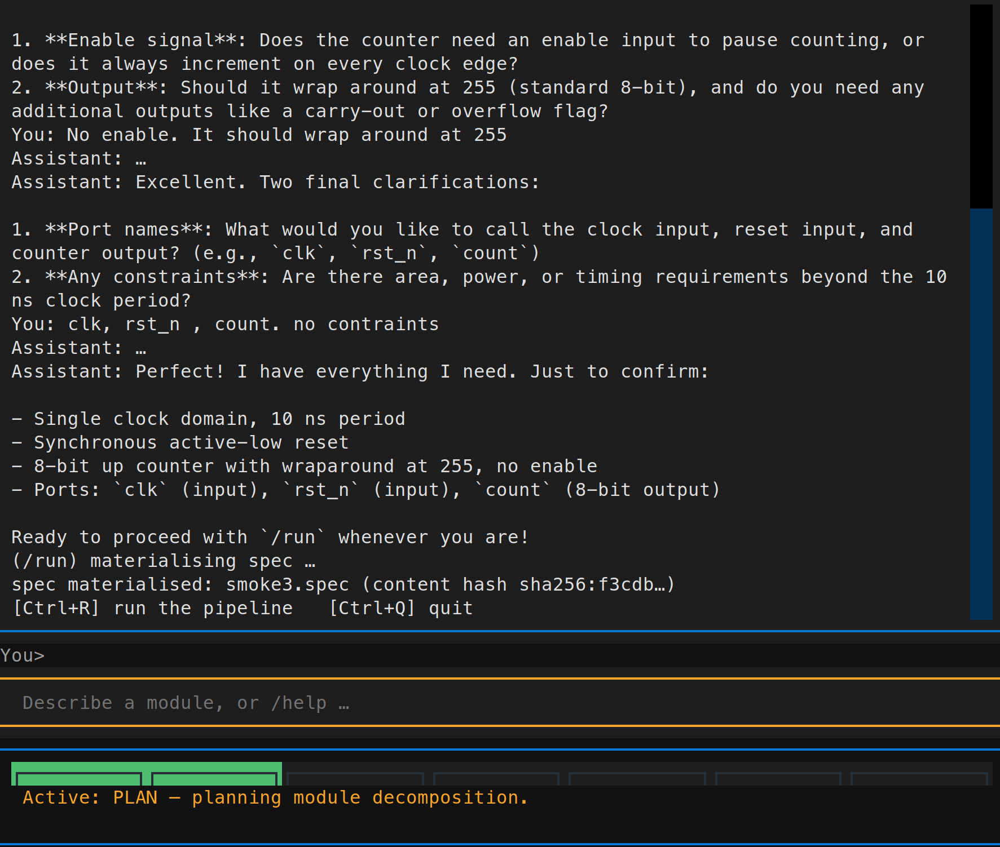 1. **Enable signal**: Does the counter need an enable input to pause counting, or
does it always increment on every clock edge?
2. **Output**: Should it wrap around at 255 (standard 8-bit), and do you need any
additional outputs like a carry-out or overflow flag?
You: No enable. It should wrap around at 255
Assistant: …
Assistant: Excellent. Two final clarifications:
1. **Port names**: What would you like to call the clock input, reset input, and
counter output? (e.g., `clk`, `rst_n`, `count`)
2. **Any constraints**: Are there area, power, or timing requirements beyond the 10
ns clock period?
You: clk, rst_n , count. no contraints
Assistant: …
Assistant: Perfect! I have everything I need. Just to confirm:
- Single clock domain, 10 ns period
- Synchronous active-low reset
- 8-bit up counter with wraparound at 255, no enable
- Ports: `clk` (input), `rst_n` (input), `count` (8-bit output)
Ready to proceed with `/run` whenever you are!
(/run) materialising spec …
spec materialised: smoke3.spec (content hash sha256:f3cdb…)
[Ctrl+R] run the pipeline   [Ctrl+Q] quit
You>
Describe a module, or /help …
Active: PLAN — planning module decomposition.